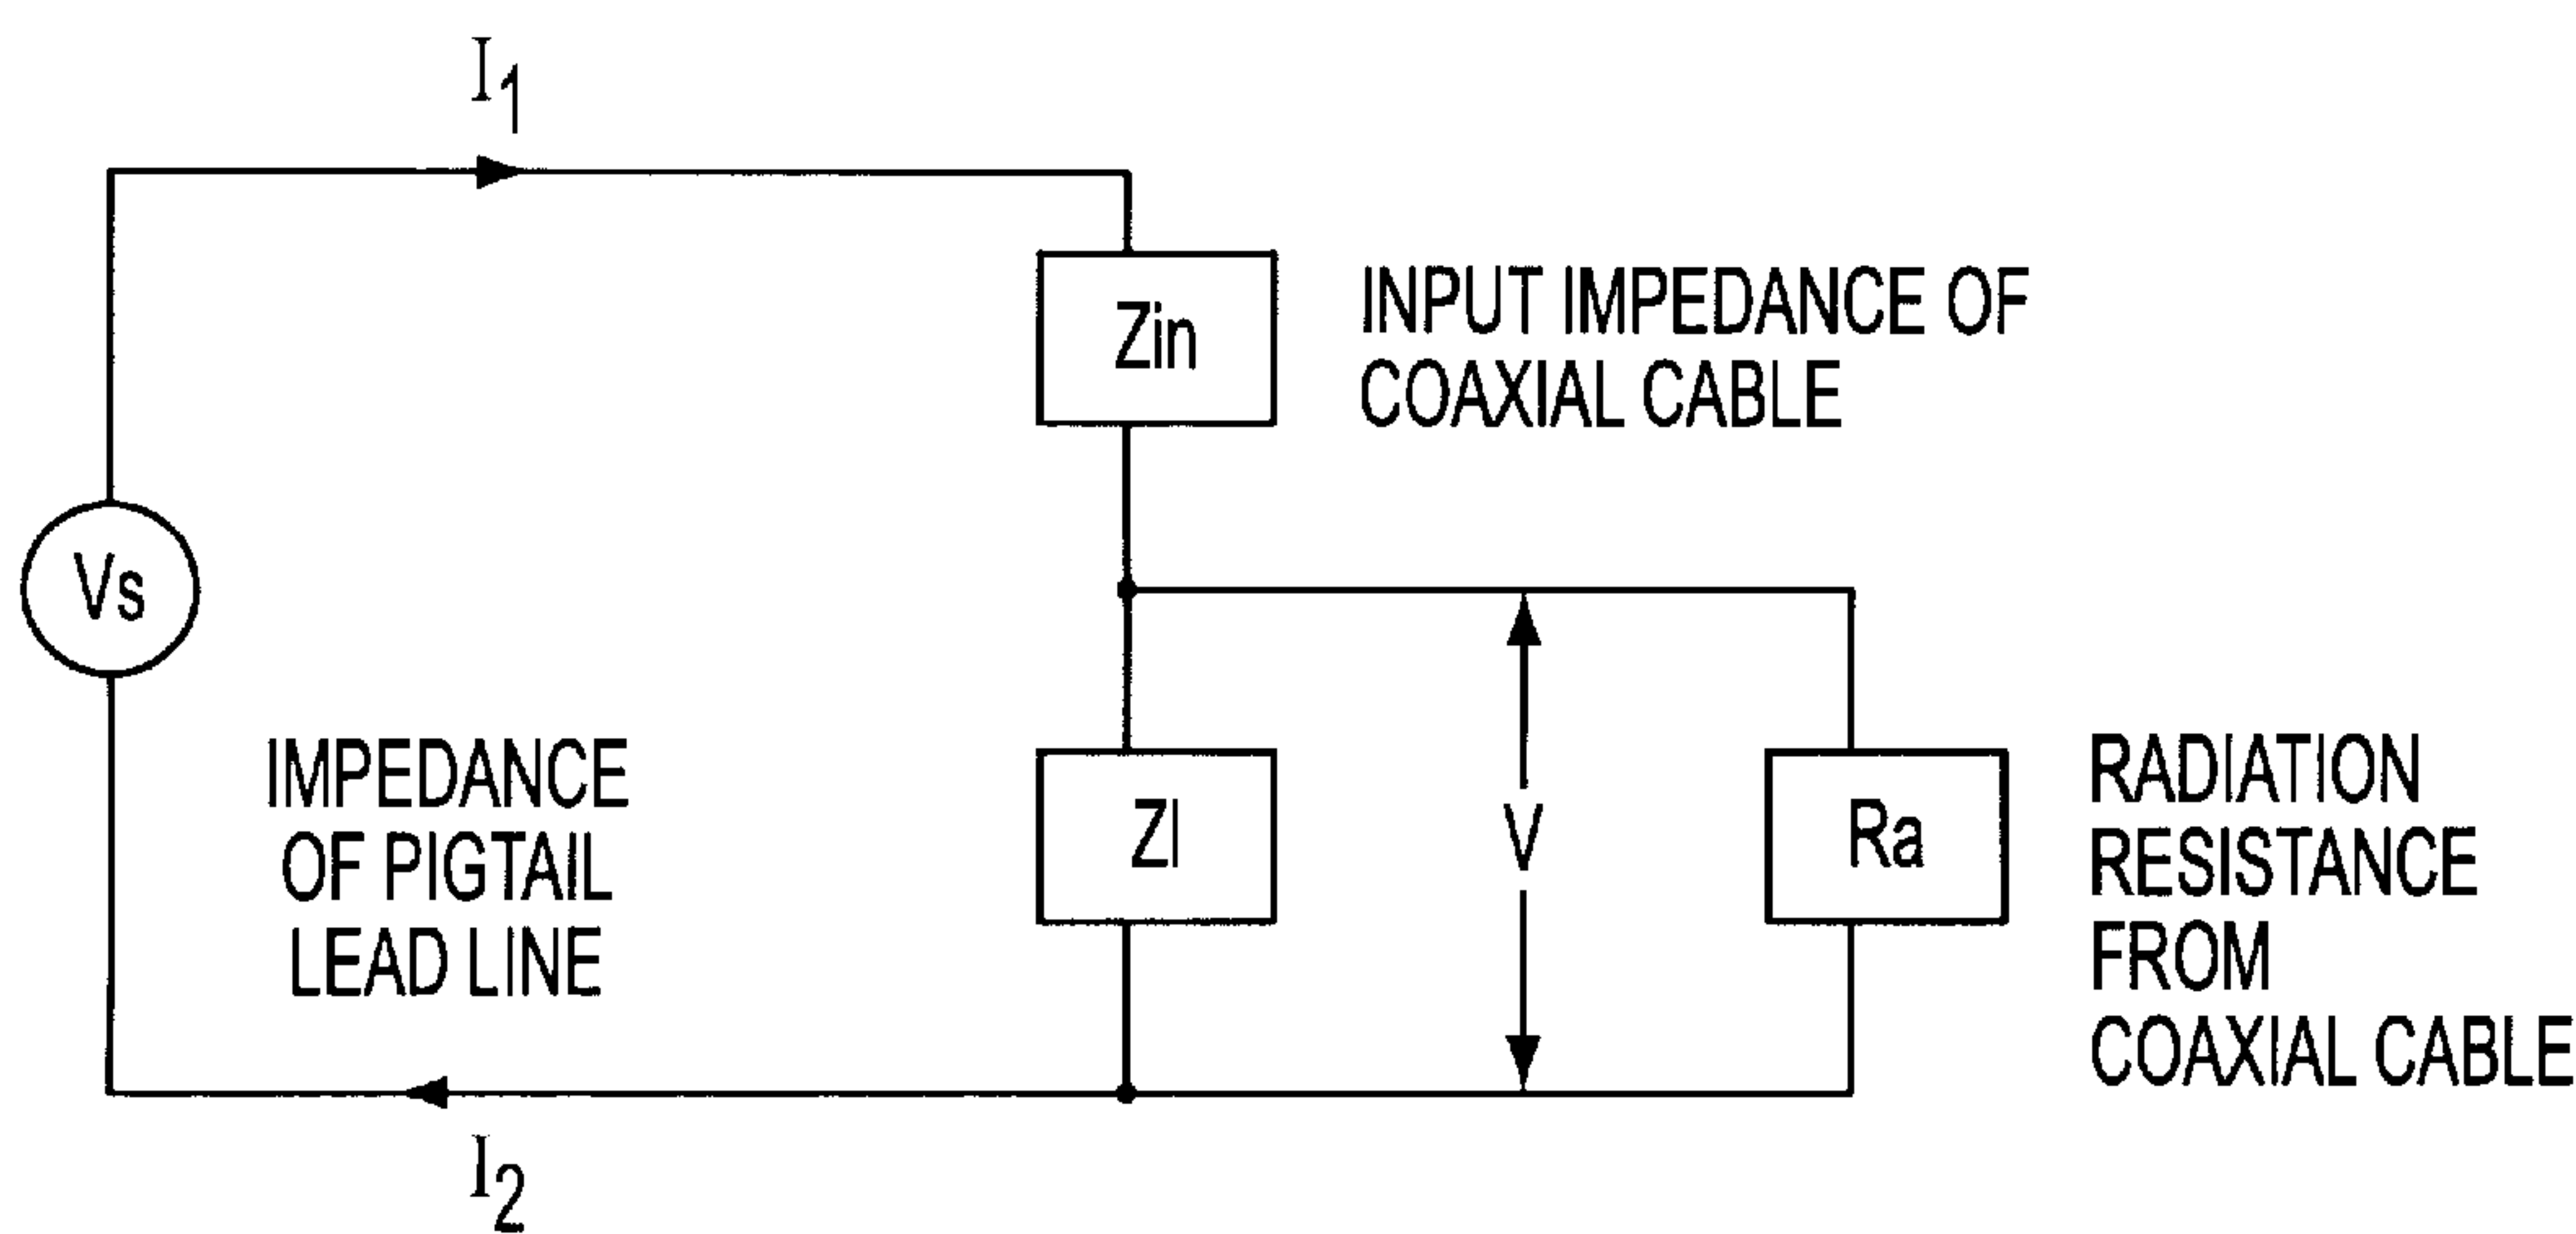 I1
Zin
INPUT IMPEDANCE OF
COAXIAL CABLE
Vs
IMPEDANCE
OF PIGTAIL
LEAD LINE
Zl
V
Ra
RADIATION
RESISTANCE
FROM
COAXIAL CABLE
I2